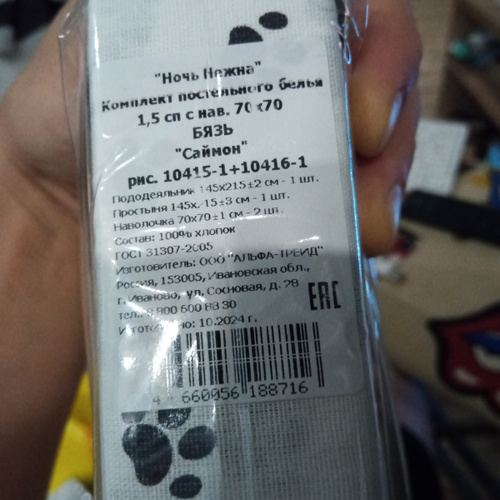 "Ночь Нежна"
Комплект постельного белья
1,5 сп с нав. 70х70
БЯЗЬ
"Саймон"
рис. 10415-1+10416-1
Пододеяльник 145х215±2 см - 1 шт.
Простыня 145х 15±3 см - 1 шт.
Наволочка 70х70±1 см - 2 шт.
Состав: 100% хлопок
ГОСТ 31307-2005
Изготовитель: ООО "АЛЬФА-ТРЕЙД"
Россия, 153005, Ивановская обл.,
г. Иваново, ул. Сосновая, д. 28
тел.: 8 800 600 88 30
Изготовлено: 10.2024 г.
EAC
4 660056 188716